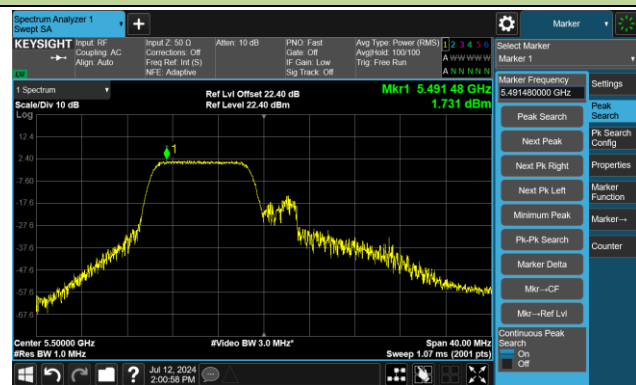 Spectrum Analyzer 1
Swept SA
+
Marker
KEYSIGHT
Input: RF
Coupling: AC
Align: Auto
Input Z: 50 Ω
Corrections: Off
Freq Ref: Int (S)
NFE: Adaptive
Atten: 10 dB
PNO: Fast
Gate: Off
IF Gain: Low
Sig Track: Off
Avg Type: Power (RMS)
Avg|Hold: 100/100
Trig: Free Run
1 2 3 4 5 6
A W W W W W
A N N N N N
LW
Select Marker
Marker 1
1 Spectrum
Scale/Div 10 dB
Ref Lvl Offset 22.40 dB
Ref Level 22.40 dBm
Mkr1 5.491 48 GHz
1.731 dBm
Log
12.4
2.40
-7.60
-17.6
-27.6
-37.6
-47.6
-57.6
-67.6
1
Center 5.50000 GHz
#Res BW 1.0 MHz
#Video BW 3.0 MHz*
Span 40.00 MHz
Sweep 1.07 ms (2001 pts)
Marker Frequency
5.491480000 GHz
Peak Search
Next Peak
Next Pk Right
Next Pk Left
Minimum Peak
Pk-Pk Search
Marker Delta
Mkr→CF
Mkr→Ref Lvl
Continuous Peak
Search
On
Off
Settings
Peak
Search
Pk Search
Config
Properties
Marker
Function
Marker→
Counter
?
Jul 12, 2024
2:00:58 PM